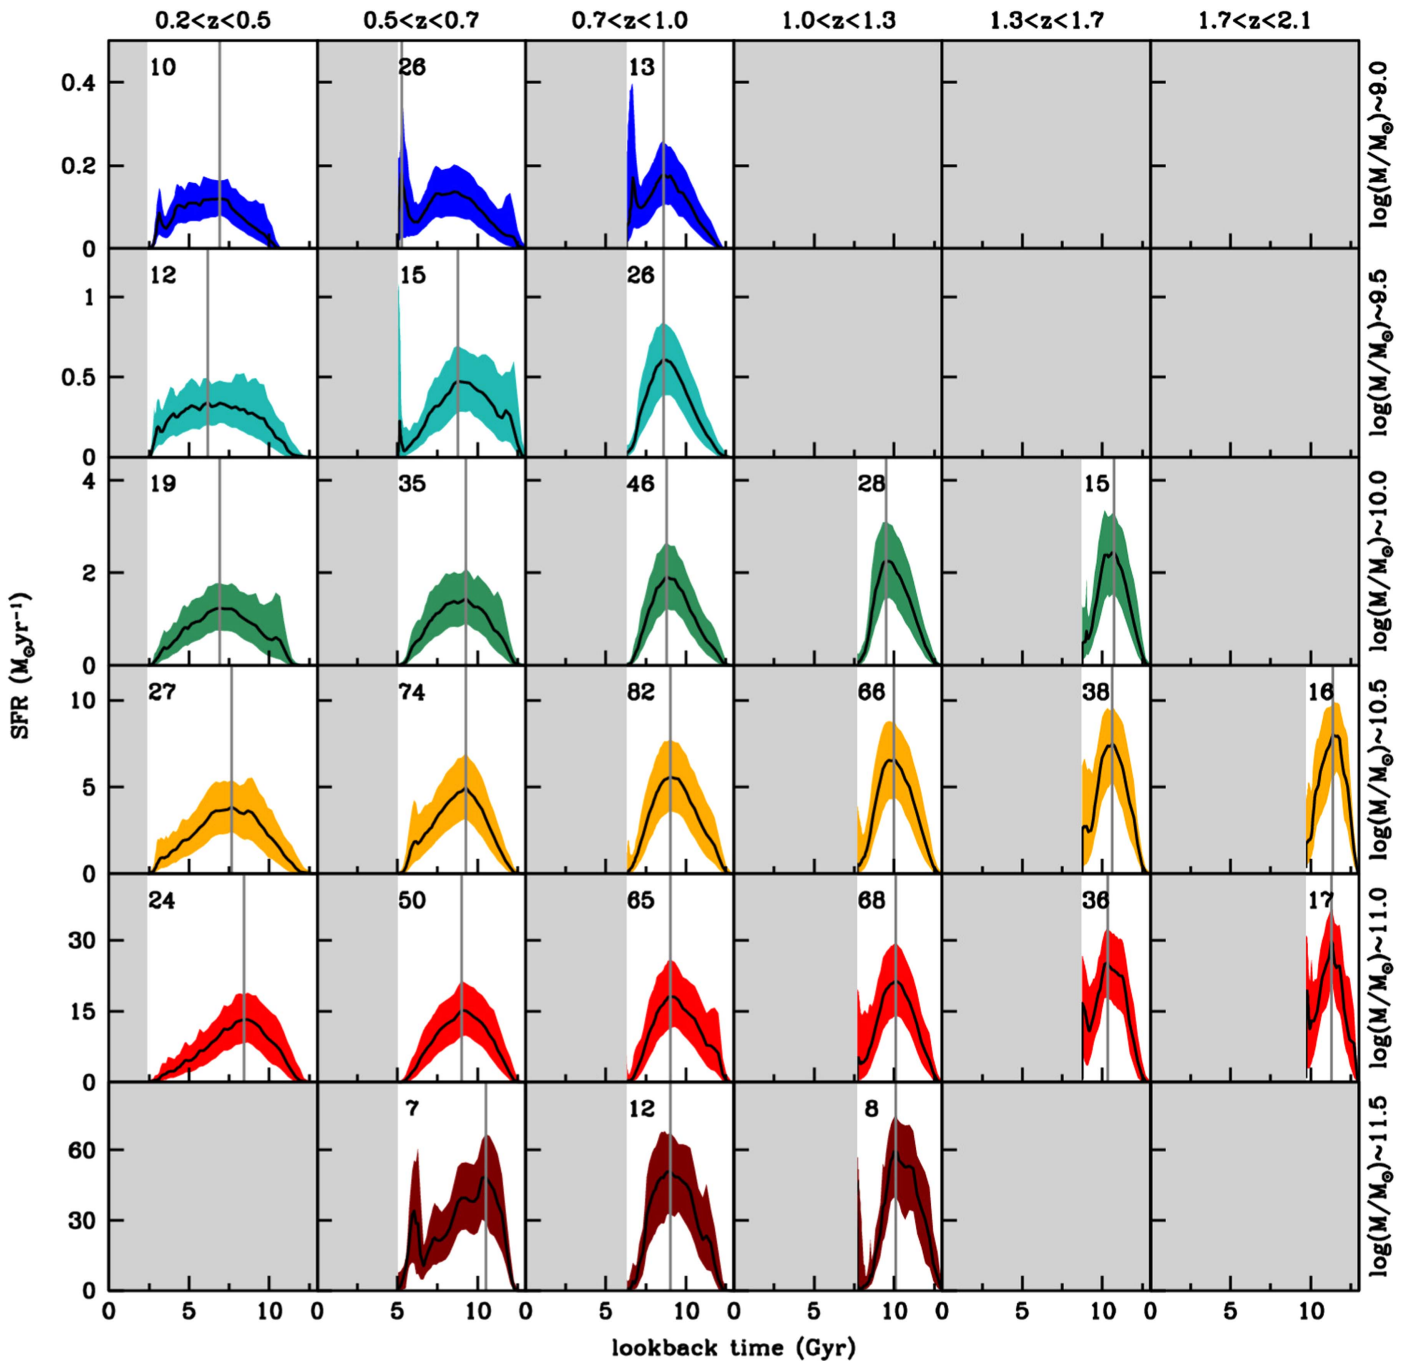 0.2<z<0.5 0.5<z<0.7 0.7<z<1.0 1.0<z<1.3 1.3<z<1.7 1.7<z<2.1
10 26 13
0.4
0.2
0
log(M/M⊙)~9.0
12 15 26
1
0.5
0
log(M/M⊙)~9.5
19 35 46 28 15
4
2
0
log(M/M⊙)~10.0
SFR (M⊙yr⁻¹)
27 74 82 66 38 16
10
5
0
log(M/M⊙)~10.5
24 50 65 68 36 17
30
15
0
log(M/M⊙)~11.0
7 12 8
60
30
0
log(M/M⊙)~11.5
0 5 10 0 5 10 0 5 10 0 5 10 0 5 10 0 5 10
lookback time (Gyr)